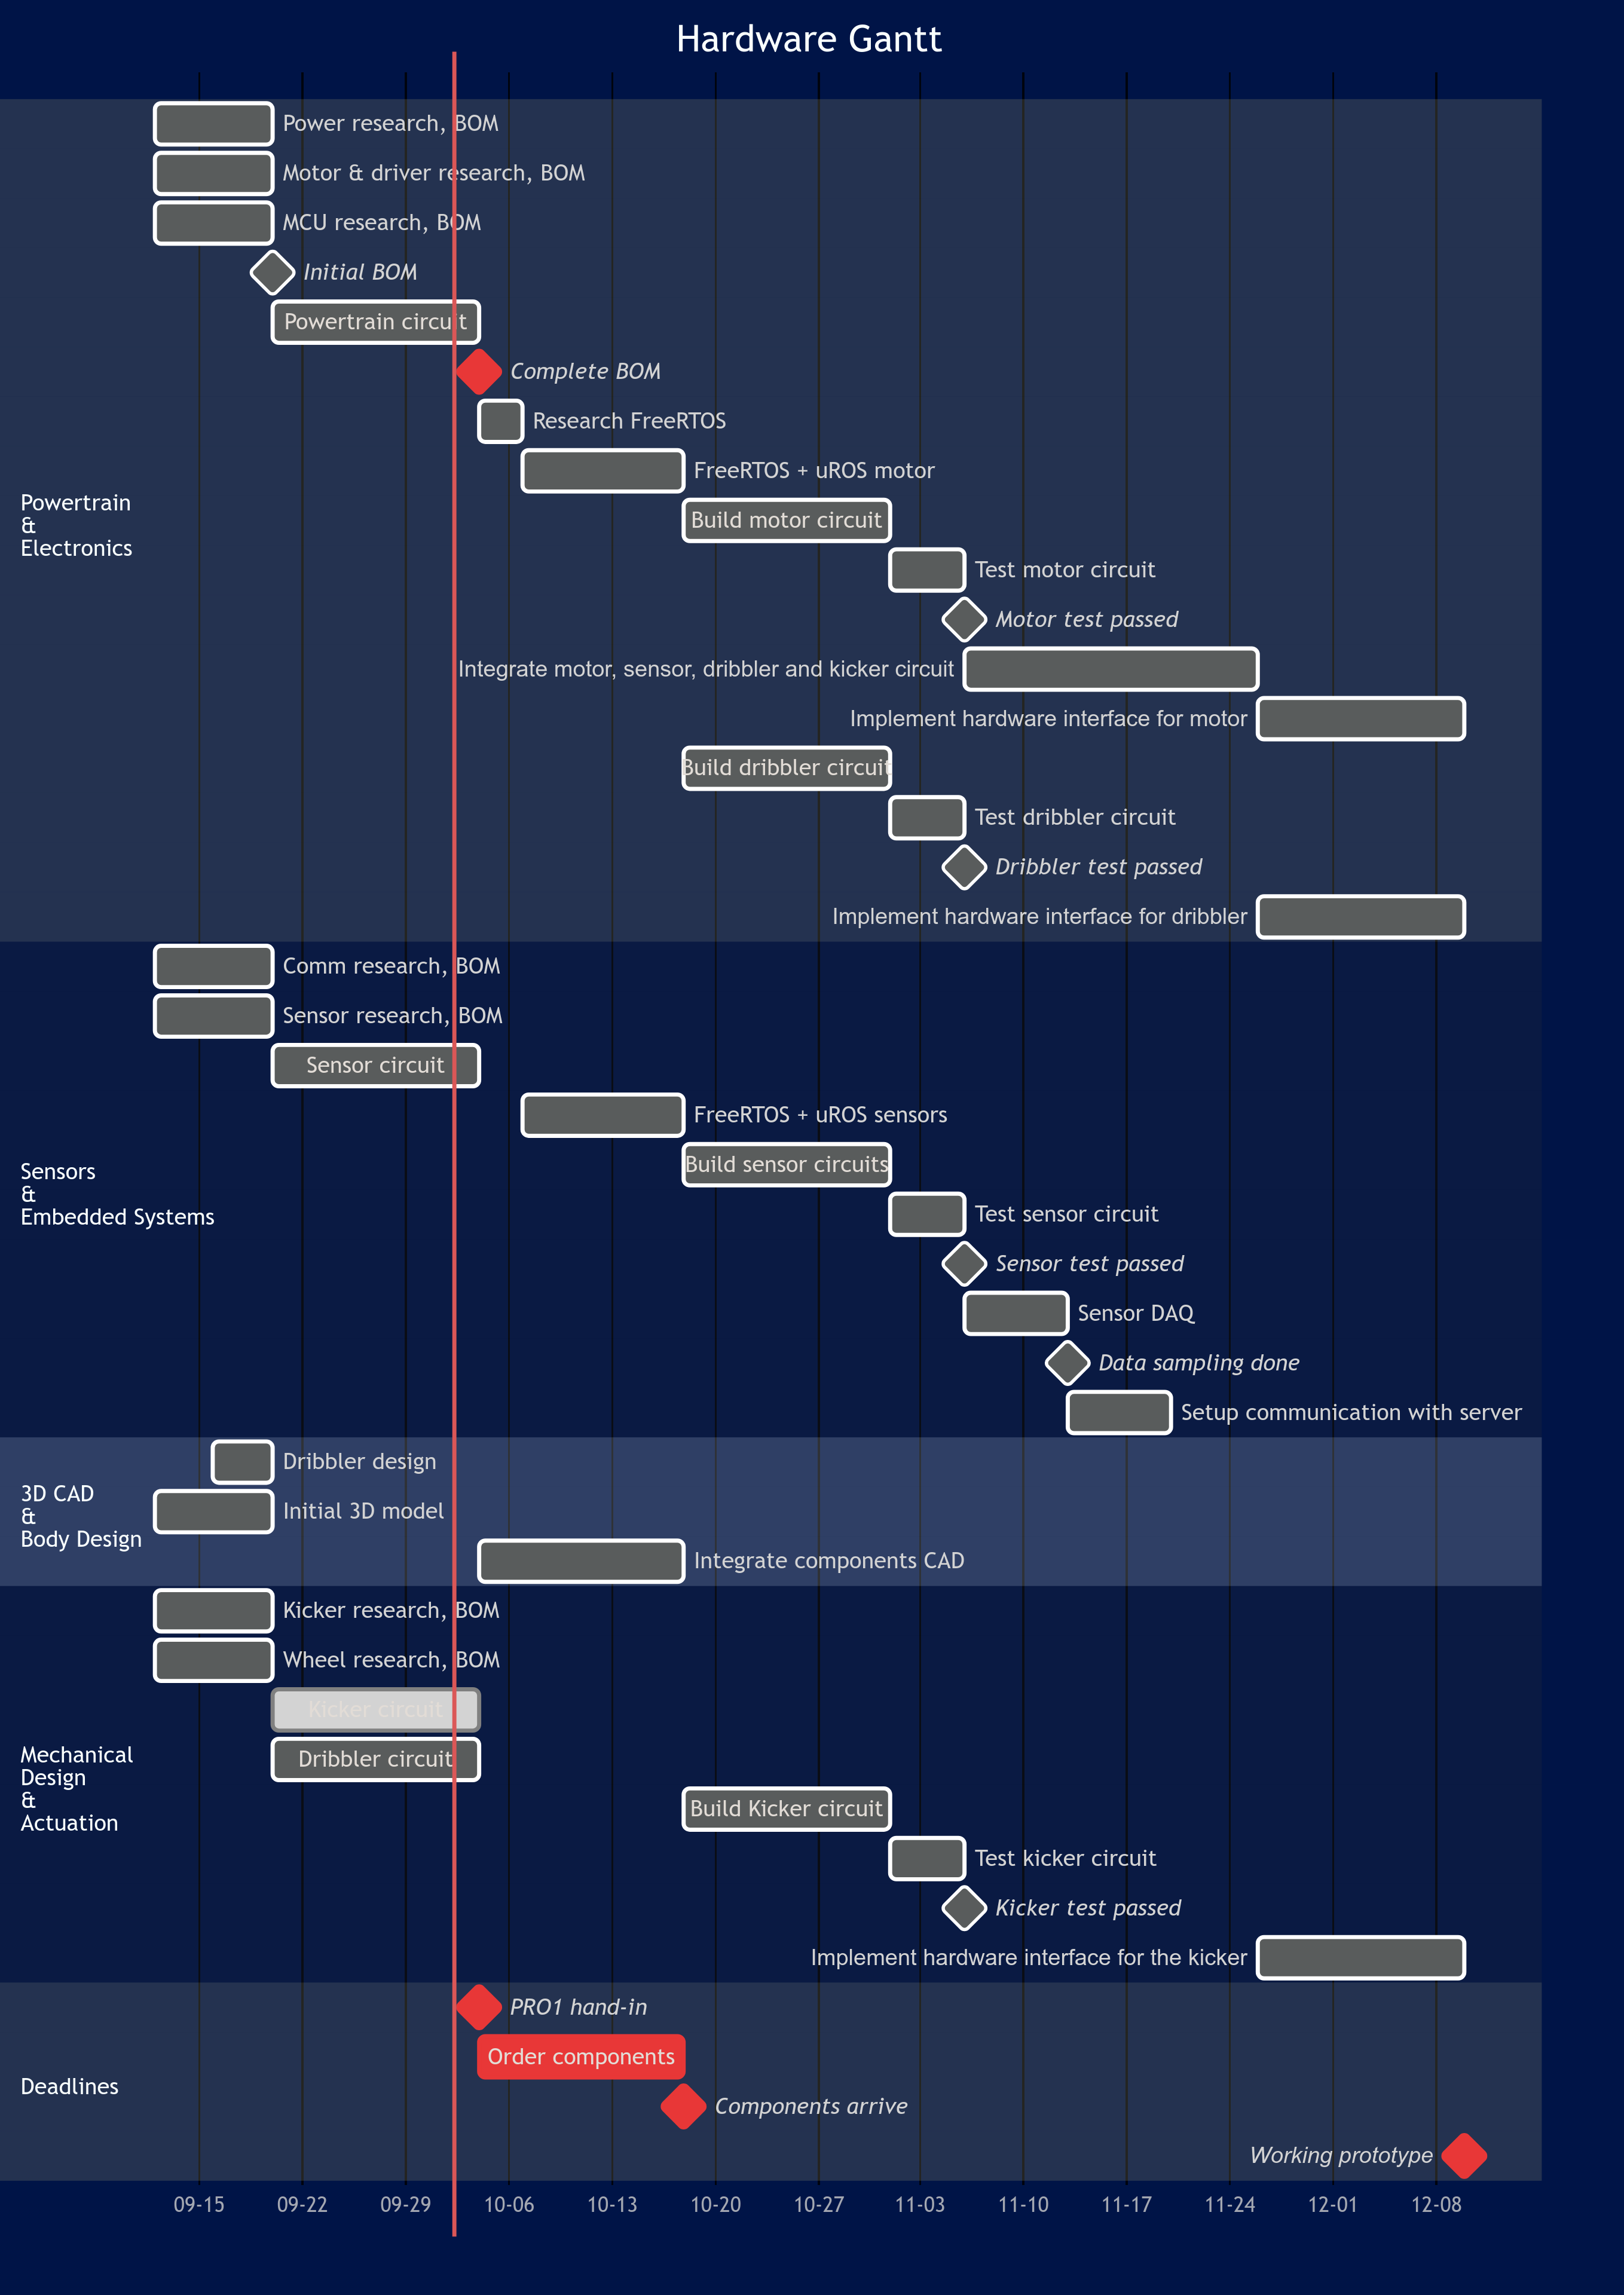 Hardware Gantt
Power research, BOM
Motor & driver research, BOM
MCU research, BOM
Initial BOM
Powertrain circuit
Complete BOM
Research FreeRTOS
FreeRTOS + uROS motor
Powertrain
&
Electronics
Build motor circuit
Test motor circuit
Motor test passed
Integrate motor, sensor, dribbler and kicker circuit
Implement hardware interface for motor
Build dribbler circuit
Test dribbler circuit
Dribbler test passed
Implement hardware interface for dribbler
Comm research, BOM
Sensor research, BOM
Sensor circuit
FreeRTOS + uROS sensors
Build sensor circuits
Sensors
&
Embedded Systems
Test sensor circuit
Sensor test passed
Sensor DAQ
Data sampling done
Setup communication with server
Dribbler design
3D CAD
&
Body Design
Initial 3D model
Integrate components CAD
Kicker research, BOM
Wheel research, BOM
Kicker circuit
Dribbler circuit
Mechanical
Design
&
Actuation
Build Kicker circuit
Test kicker circuit
Kicker test passed
Implement hardware interface for the kicker
PRO1 hand-in
Order components
Deadlines
Components arrive
Working prototype
09-15 09-22 09-29 10-06 10-13 10-20 10-27 11-03 11-10 11-17 11-24 12-01 12-08